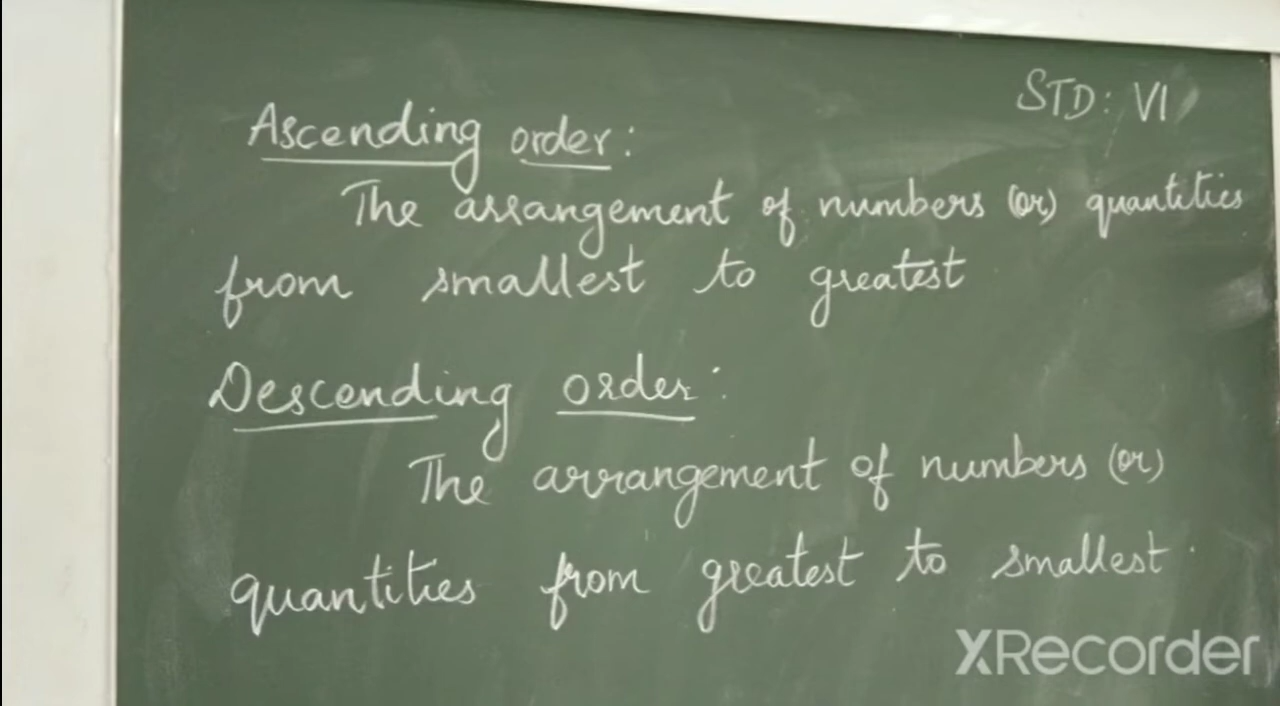 STD: VI
Ascending order:
The arrangement of numbers (or) quantities
from smallest to greatest
Descending order:
The arrangement of numbers (or)
quantities from greatest to smallest.
XRecorder